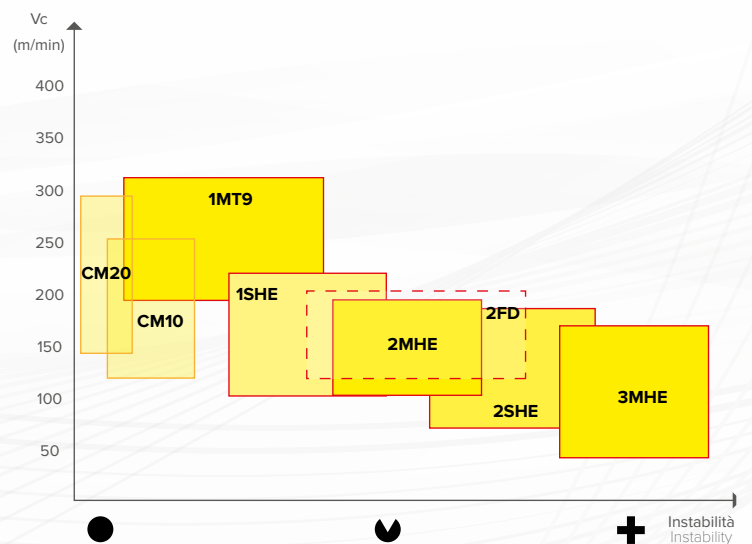 Vc
(m/min)
400
350
300
250
200
150
100
50
1MT9
CM20
1SHE
CM10
2FD
2MHE
3MHE
2SHE
Instabilità
Instability